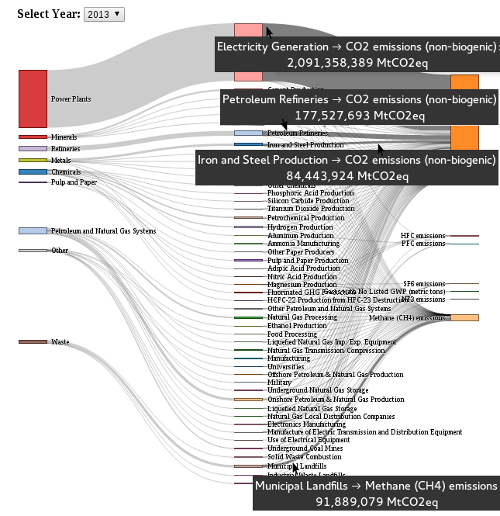 Select Year: 2013
Electricity Generation → CO2 emissions (non-biogenic)
2,091,358,389 MtCO2eq
Power Plants
Petroleum Refineries → CO2 emissions (non-biogenic)
177,527,693 MtCO2eq
Minerals
Petroleum Refineries
Refineries
Iron and Steel Production
Metals
Iron and Steel Production → CO2 emissions (non-biogenic)
84,443,924 MtCO2eq
Chemicals
Pulp and Paper
Phosphoric Acid Production
Silicon Carbide Production
Titanium Dioxide Production
Petrochemical Production
Hydrogen Production
Petroleum and Natural Gas Systems
Aluminum Production
HFC emissions
Ammonia Manufacturing
PFC emissions
Other
Other Paper Producers
Pulp and Paper Production
Adipic Acid Production
Nitric Acid Production
Magnesium Production
SF6 emissions
Fluorinated GHG Production
No Listed GWP (metric tons)
HCFC-22 Production from HFC-23 Destruction
NF3 emissions
Other Petroleum and Natural Gas Systems
Natural Gas Processing
Methane (CH4) emissions
Ethanol Production
Food Processing
Waste
Liquefied Natural Gas Imp./Exp. Equipment
Natural Gas Transmission/Compression
Manufacturing
Universities
Offshore Petroleum & Natural Gas Production
Military
Underground Natural Gas Storage
Onshore Petroleum & Natural Gas Production
Liquefied Natural Gas Storage
Natural Gas Local Distribution Companies
Electronics Manufacturing
Manufacture of Electric Transmission and Distribution Equipment
Use of Electrical Equipment
Underground Coal Mines
Solid Waste Combustion
Municipal Landfills
Industrial Waste Landfills
Municipal Landfills → Methane (CH4) emissions
91,889,079 MtCO2eq